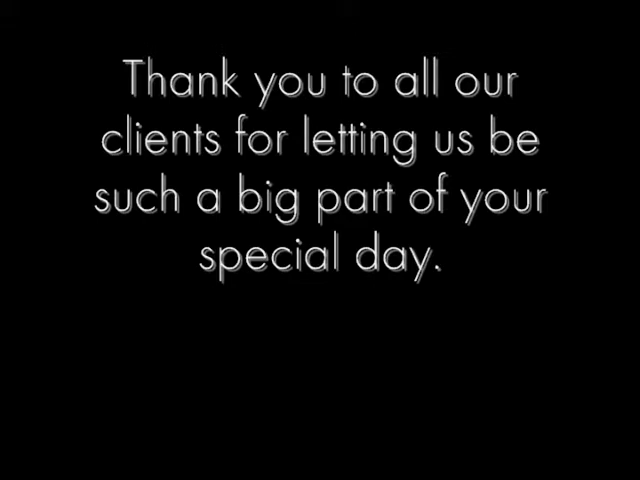 Thank you to all our
clients for letting us be
such a big part of your
special day.